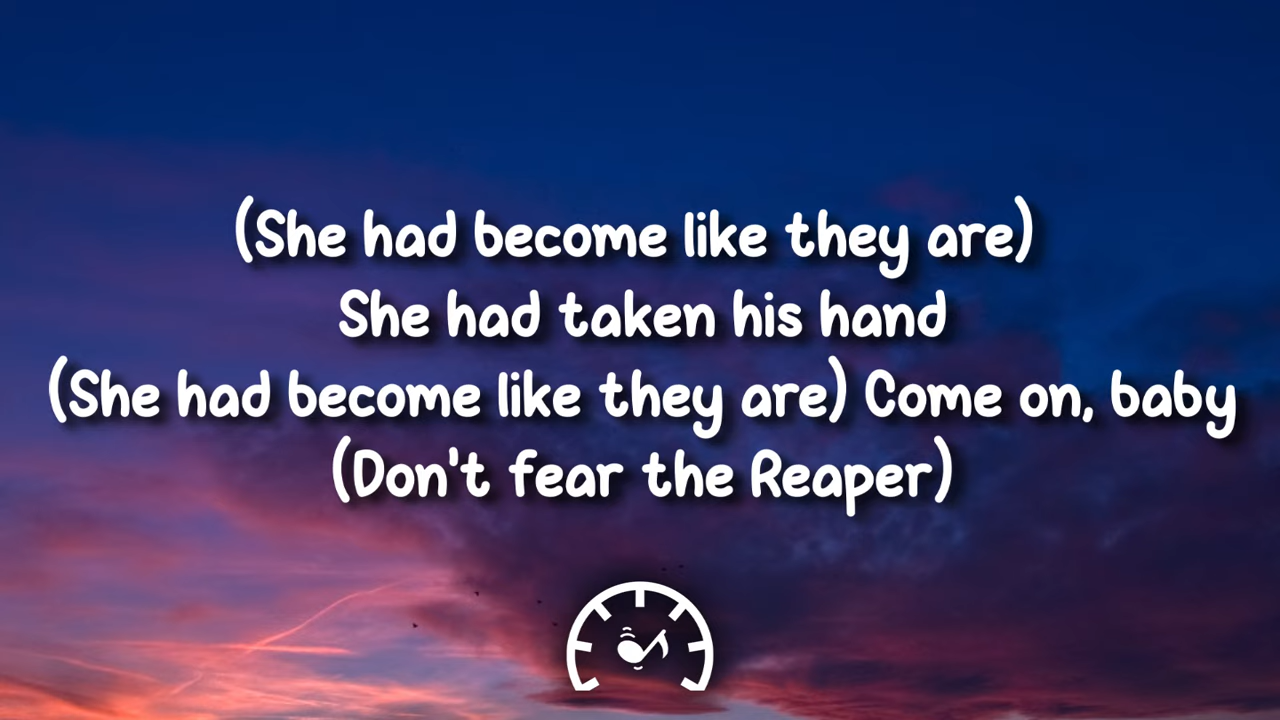 (She had become like they are)
She had taken his hand
(She had become like they are) Come on, baby
(Don't fear the Reaper)